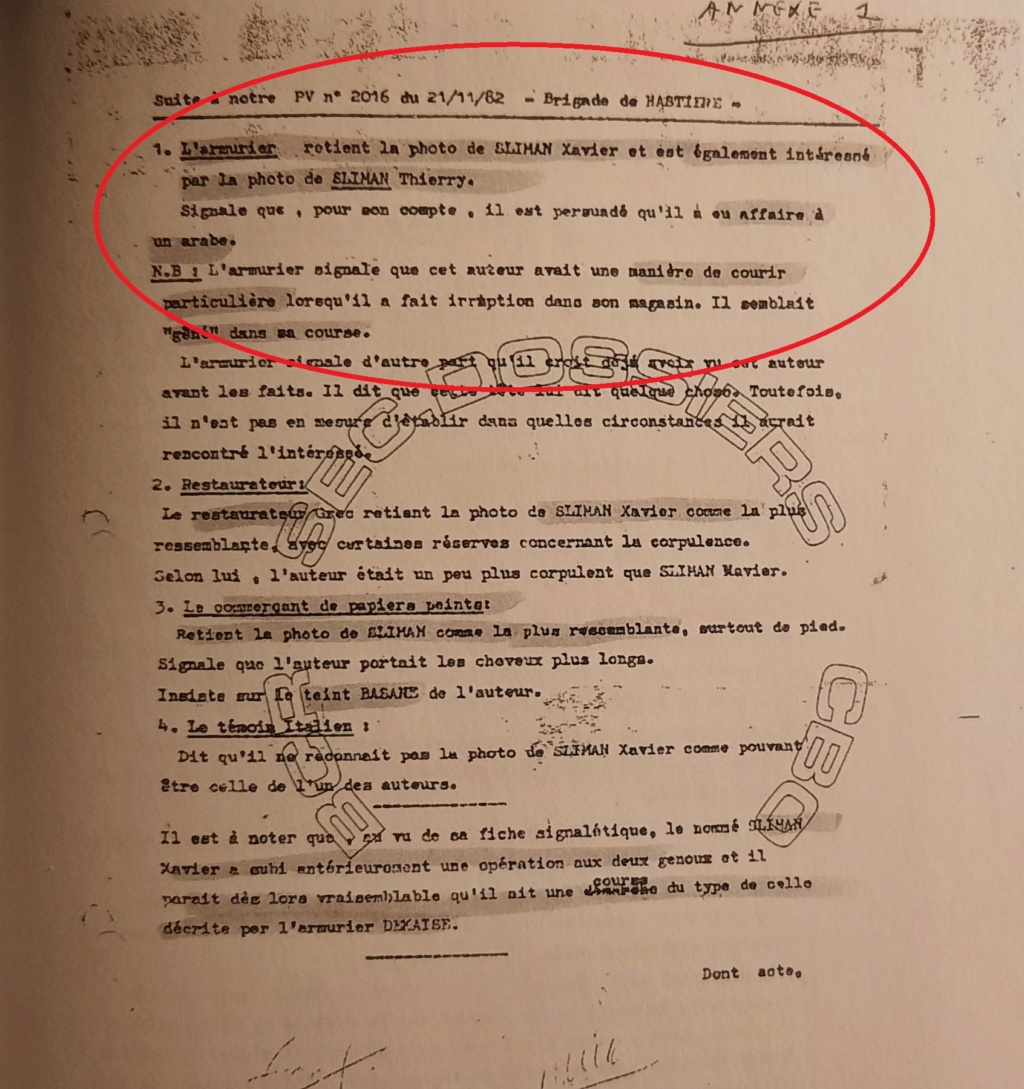 ANNEXE 1
Suite à notre PV n° 2016 du 21/11/82 - Brigade de HASTIERE -
1. L'armurier retient la photo de SLIMAN Xavier et est également intéressé
par la photo de SLIMAN Thierry.
Signale que , pour son compte , il est persuadé qu'il a eu affaire à
un arabe.
N.B : L'armurier signale que cet auteur avait une manière de courir
particulière lorsqu'il a fait irruption dans son magasin. Il semblait
"gêné" dans sa course.
L'armurier signale d'autre part qu'il croit déjà avoir vu cet auteur
avant les faits. Il dit que cette tête lui dit quelque chose. Toutefois,
il n'est pas en mesure d'établir dans quelles circonstances il aurait
rencontré l'intéressé.
2. Restaurateur:
Le restaurateur Grec retient la photo de SLIMAN Xavier comme la plus
ressemblante, avec certaines réserves concernant la corpulence.
Selon lui , l'auteur était un peu plus corpulent que SLIMAN Xavier.
3. Le commerçant de papiers peints:
Retient la photo de SLIMAN comme la plus ressemblante, surtout de pied.
Signale que l'auteur portait les cheveux plus longs.
Insiste sur le teint BASANE de l'auteur.
4. Le témoin Italien :
Dit qu'il ne reconnait pas la photo de SLIMAN Xavier comme pouvant
être celle de l'un des auteurs.
Il est à noter que , au vu de sa fiche signalétique, le nommé SLIMAN
Xavier a subi antérieurement une opération aux deux genoux et il
parait dès lors vraisemblable qu'il ait une course du type de celle
décrite par l'armurier DEKAISE.
Dont acte.
SEC. DOSSIERS
CBO